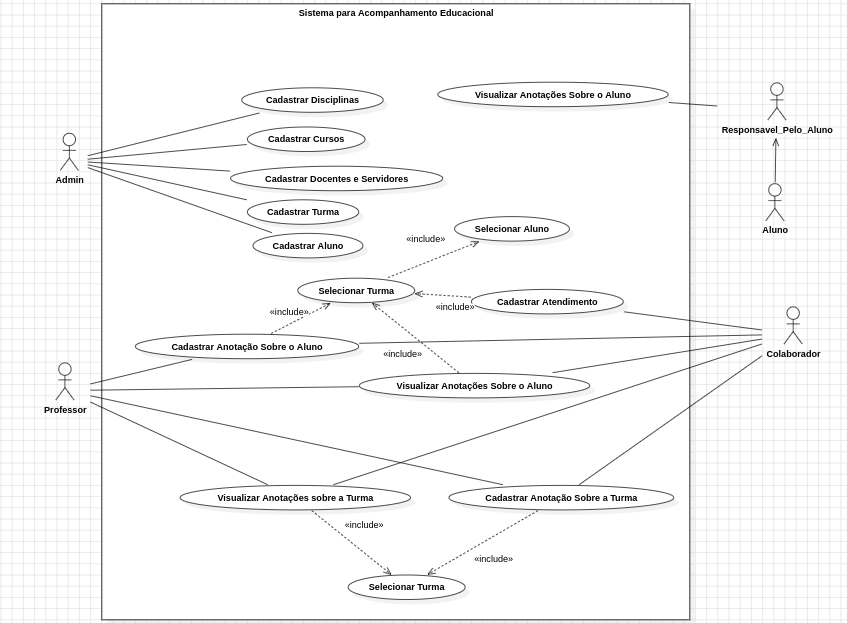 Sistema para Acompanhamento Educacional
Cadastrar Disciplinas
Visualizar Anotações Sobre o Aluno
Responsavel_Pelo_Aluno
Cadastrar Cursos
Admin
Cadastrar Docentes e Servidores
Cadastrar Turma
Selecionar Aluno
Aluno
«include»
Cadastrar Aluno
Selecionar Turma
Cadastrar Atendimento
«include»
«include»
Cadastrar Anotação Sobre o Aluno
Colaborador
«include»
Visualizar Anotações Sobre o Aluno
Professor
Visualizar Anotações sobre a Turma
Cadastrar Anotação Sobre a Turma
«include»
«include»
Selecionar Turma